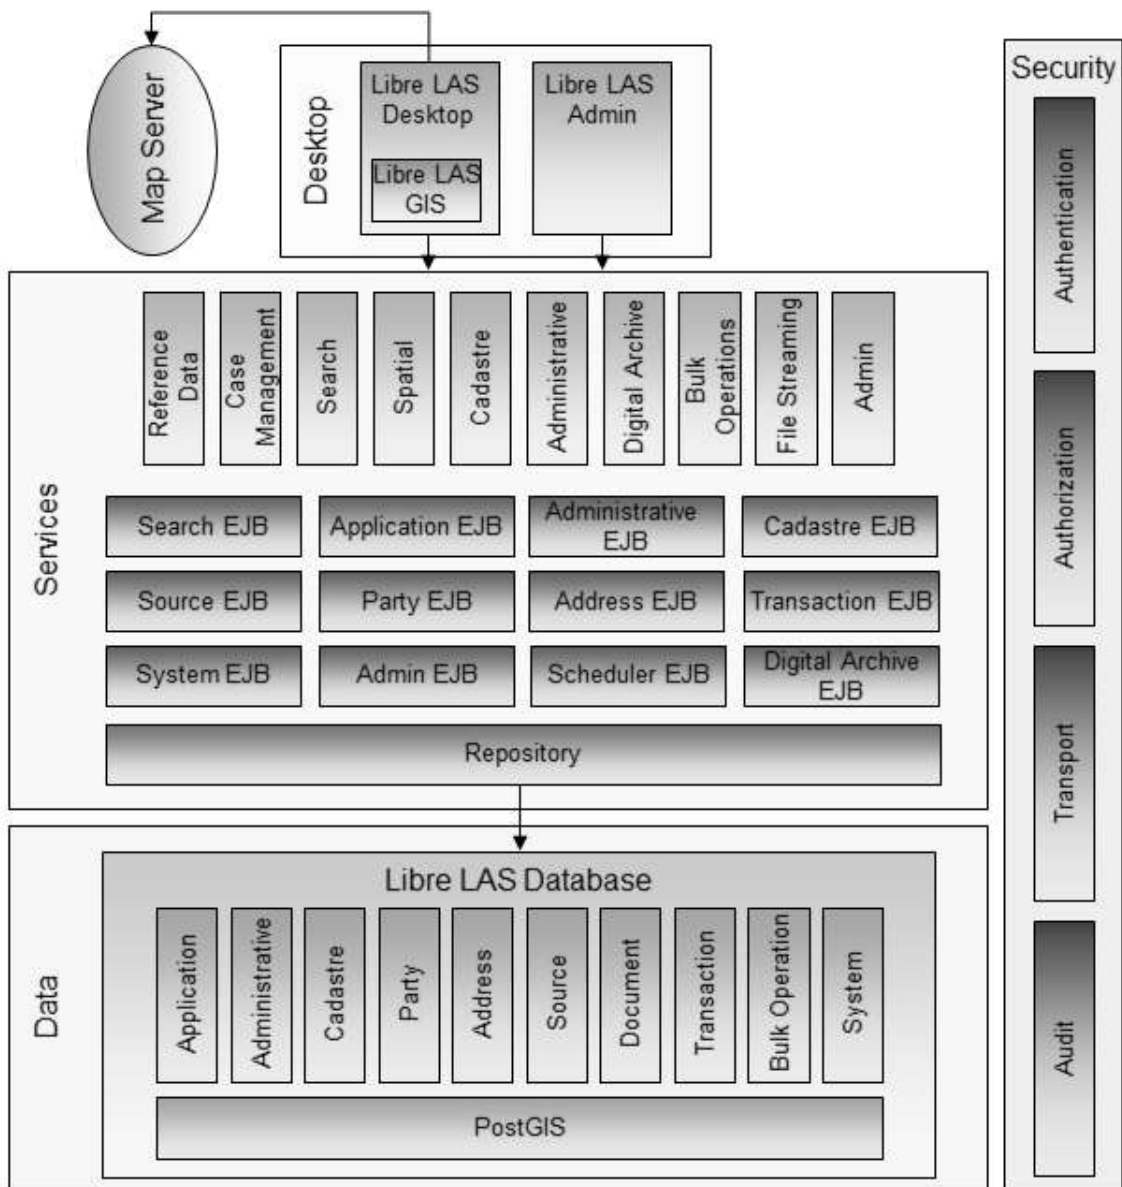 Map Server
Desktop
Libre LAS
Desktop
Libre LAS
GIS
Libre LAS
Admin
Services
Reference
Data
Case
Management
Search
Spatial
Cadastre
Administrative
Digital Archive
Bulk
Operations
File Streaming
Admin
Search EJB
Application EJB
Administrative
EJB
Cadastre EJB
Source EJB
Party EJB
Address EJB
Transaction EJB
System EJB
Admin EJB
Scheduler EJB
Digital Archive
EJB
Repository
Data
Libre LAS Database
Application
Administrative
Cadastre
Party
Address
Source
Document
Transaction
Bulk Operation
System
PostGIS
Security
Authentication
Authorization
Transport
Audit